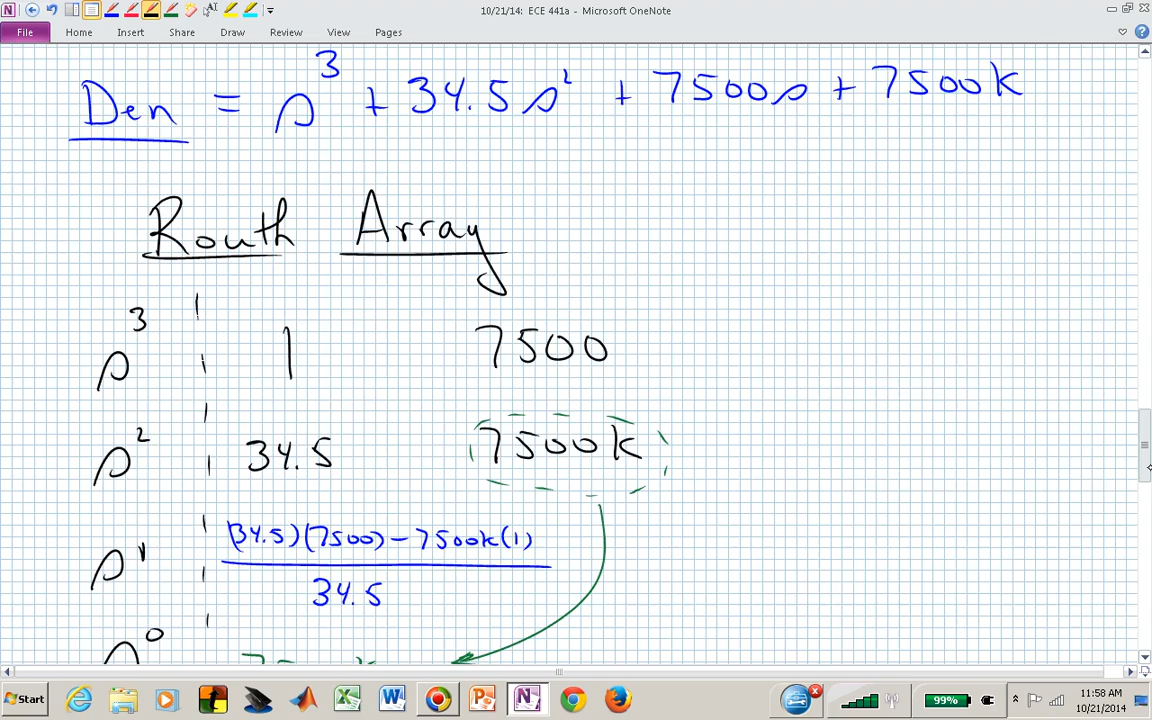 10/21/14: ECE 441a - Microsoft OneNote
File Home Insert Share Draw Review View Pages
Den = s³ + 34.5s² + 7500s + 7500k
Routh Array
s³ 1 7500
s² 34.5 7500k
s¹ (34.5)(7500) - 7500k(1)
34.5
s⁰
Start
99%
11:58 AM
10/21/2014